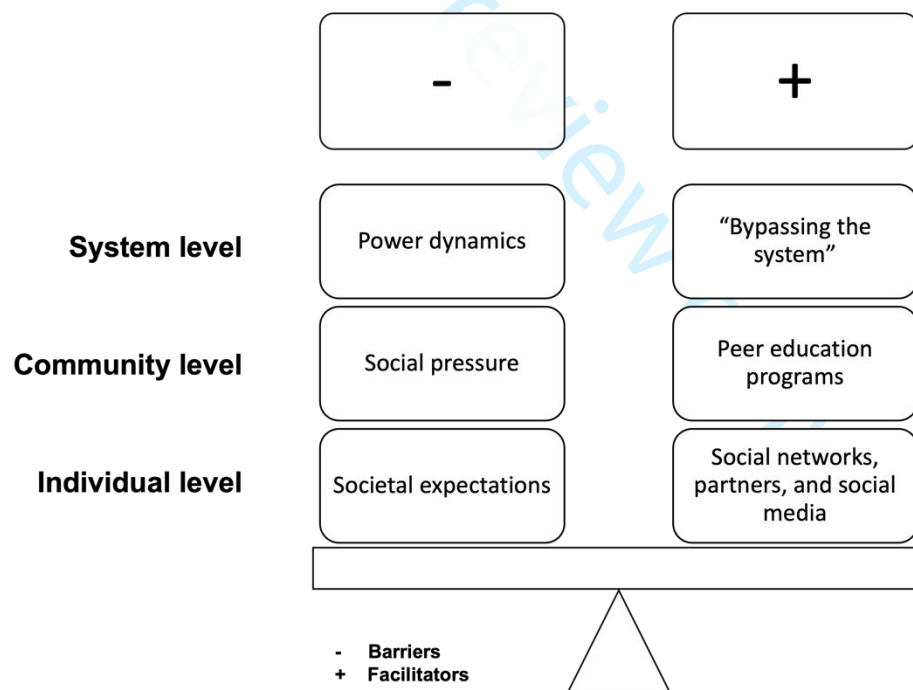 -
+
System level
Power dynamics
“Bypassing the
system”
Community level
Social pressure
Peer education
programs
Individual level
Societal expectations
Social networks,
partners, and social
media
- Barriers
+ Facilitators
review